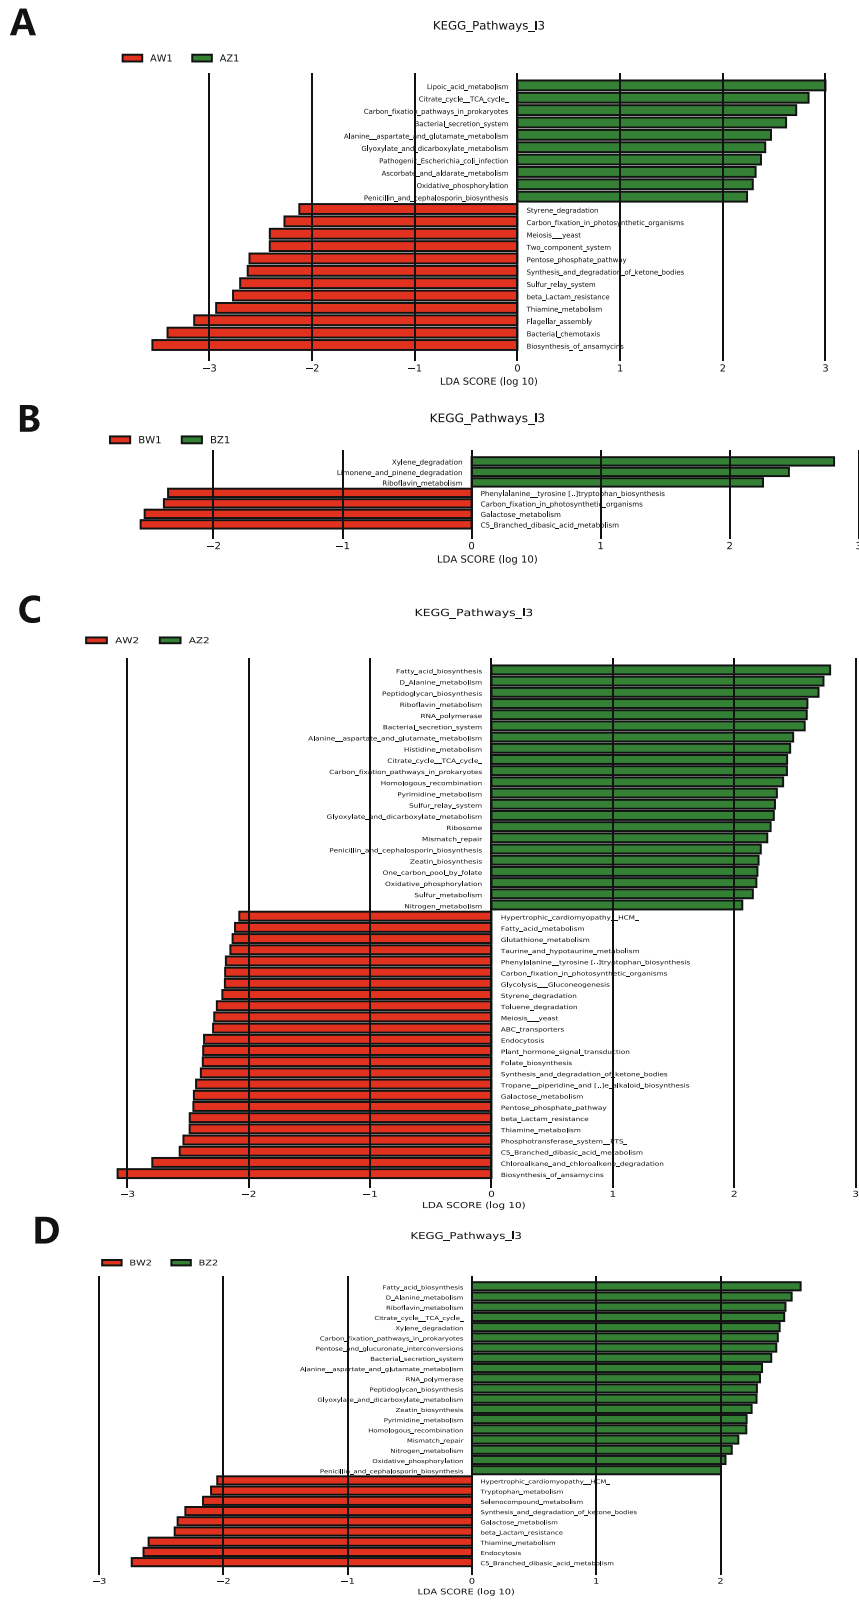 A
KEGG_Pathways_l3
AW1 AZ1
Lipoic_acid_metabolism
Citrate_cycle__TCA_cycle_
Carbon_fixation_pathways_in_prokaryotes
Bacterial_secretion_system
Alanine__aspartate_and_glutamate_metabolism
Glyoxylate_and_dicarboxylate_metabolism
Pathogenic_Escherichia_coli_infection
Ascorbate_and_aldarate_metabolism
Oxidative_phosphorylation
Penicillin_and_cephalosporin_biosynthesis
Styrene_degradation
Carbon_fixation_in_photosynthetic_organisms
Meiosis___yeast
Two_component_system
Pentose_phosphate_pathway
Synthesis_and_degradation_of_ketone_bodies
Sulfur_relay_system
beta_Lactam_resistance
Thiamine_metabolism
Flagellar_assembly
Bacterial_chemotaxis
Biosynthesis_of_ansamycins
−3 −2 −1 0 1 2 3
LDA SCORE (log 10)
B
KEGG_Pathways_l3
BW1 BZ1
Xylene_degradation
Limonene_and_pinene_degradation
Riboflavin_metabolism
Phenylalanine__tyrosine [..]tryptophan_biosynthesis
Carbon_fixation_in_photosynthetic_organisms
Galactose_metabolism
C5_Branched_dibasic_acid_metabolism
−2 −1 0 1 2 3
LDA SCORE (log 10)
C
KEGG_Pathways_l3
AW2 AZ2
Fatty_acid_biosynthesis
D_Alanine_metabolism
Peptidoglycan_biosynthesis
Riboflavin_metabolism
RNA_polymerase
Bacterial_secretion_system
Alanine__aspartate_and_glutamate_metabolism
Histidine_metabolism
Citrate_cycle__TCA_cycle_
Carbon_fixation_pathways_in_prokaryotes
Homologous_recombination
Pyrimidine_metabolism
Sulfur_relay_system
Glyoxylate_and_dicarboxylate_metabolism
Ribosome
Mismatch_repair
Penicillin_and_cephalosporin_biosynthesis
Zeatin_biosynthesis
One_carbon_pool_by_folate
Oxidative_phosphorylation
Sulfur_metabolism
Nitrogen_metabolism
Hypertrophic_cardiomyopathy__HCM_
Fatty_acid_metabolism
Glutathione_metabolism
Taurine_and_hypotaurine_metabolism
Phenylalanine__tyrosine [..]tryptophan_biosynthesis
Carbon_fixation_in_photosynthetic_organisms
Glycolysis___Gluconeogenesis
Styrene_degradation
Toluene_degradation
Meiosis___yeast
ABC_transporters
Endocytosis
Plant_hormone_signal_transduction
Folate_biosynthesis
Synthesis_and_degradation_of_ketone_bodies
Tropane__piperidine_and [..]e_alkaloid_biosynthesis
Galactose_metabolism
Pentose_phosphate_pathway
beta_Lactam_resistance
Thiamine_metabolism
Phosphotransferase_system__PTS_
C5_Branched_dibasic_acid_metabolism
Chloroalkane_and_chloroalkene_degradation
Biosynthesis_of_ansamycins
−3 −2 −1 0 1 2 3
LDA SCORE (log 10)
D
KEGG_Pathways_l3
BW2 BZ2
Fatty_acid_biosynthesis
D_Alanine_metabolism
Riboflavin_metabolism
Citrate_cycle__TCA_cycle_
Xylene_degradation
Carbon_fixation_pathways_in_prokaryotes
Pentose_and_glucuronate_interconversions
Bacterial_secretion_system
Alanine__aspartate_and_glutamate_metabolism
RNA_polymerase
Peptidoglycan_biosynthesis
Glyoxylate_and_dicarboxylate_metabolism
Zeatin_biosynthesis
Pyrimidine_metabolism
Homologous_recombination
Mismatch_repair
Nitrogen_metabolism
Oxidative_phosphorylation
Penicillin_and_cephalosporin_biosynthesis
Hypertrophic_cardiomyopathy__HCM_
Tryptophan_metabolism
Selenocompound_metabolism
Synthesis_and_degradation_of_ketone_bodies
Galactose_metabolism
beta_Lactam_resistance
Thiamine_metabolism
Endocytosis
C5_Branched_dibasic_acid_metabolism
−3 −2 −1 0 1 2
LDA SCORE (log 10)